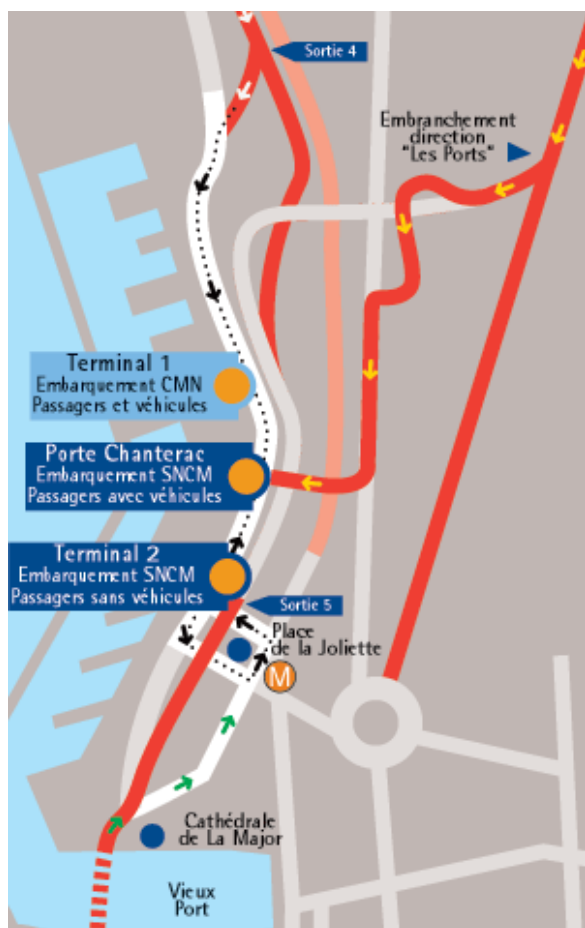 Sortie 4
Embranchement
direction
"Les Ports"
Terminal 1
Embarquement CMN
Passagers et véhicules
Porte Chanterac
Embarquement SNCM
Passagers avec véhicules
Terminal 2
Embarquement SNCM
Passagers sans véhicules
Sortie 5
Place
de la Joliette
M
Cathédrale
de La Major
Vieux
Port